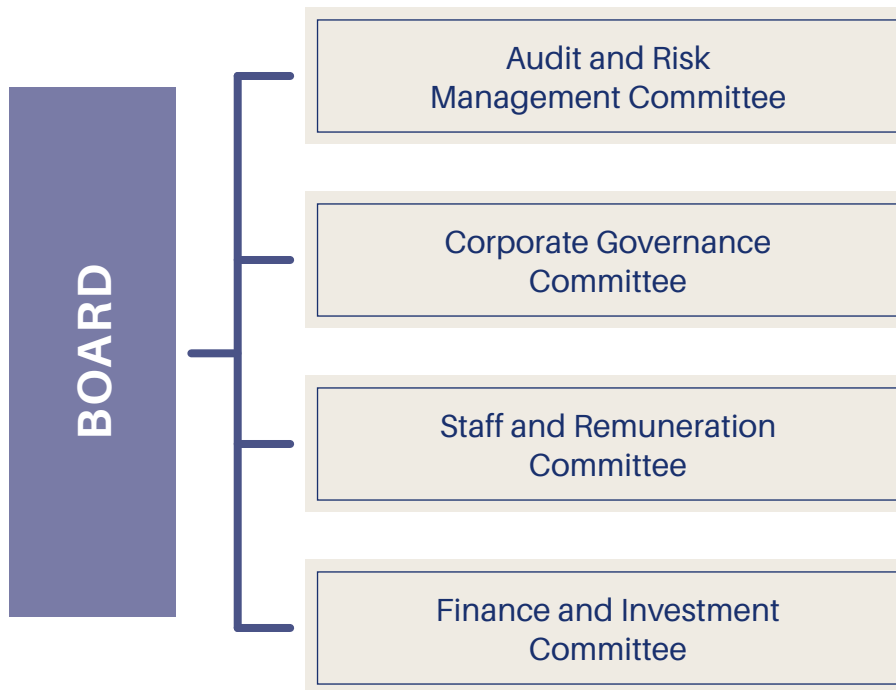 BOARD
Audit and Risk
Management Committee
Corporate Governance
Committee
Staff and Remuneration
Committee
Finance and Investment
Committee